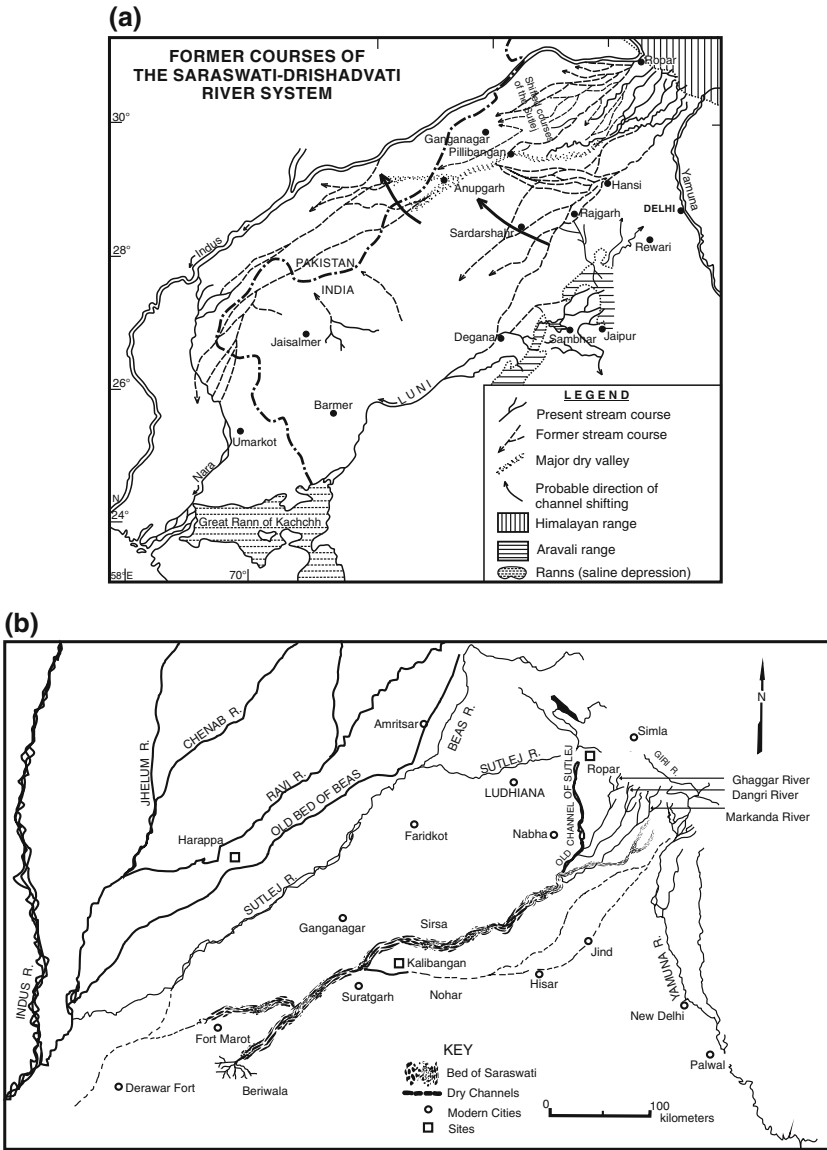 (a)
FORMER COURSES OF
THE SARASWATI-DRISHADVATI
RIVER SYSTEM
Ropar
Shifted courses
of the Sutlej
30°
Ganganagar
Pillibangan
Anupgarh
Hansi
Yamuna
DELHI
Rajgarh
Sardarshahr
Rewari
Indus
28°
PAKISTAN
INDIA
Jaisalmer
Degana
Sambhar
Jaipur
26°
LUNI
Barmer
Umarkot
Nara
N
24°
Great Rann of Kachchh
58°E
70°
LEGEND
Present stream course
Former stream course
Major dry valley
Probable direction of
channel shifting
Himalayan range
Aravali range
Ranns (saline depression)
(b)
N
JHELUM R.
CHENAB R.
RAVI R.
Amritsar
BEAS R.
OLD BED OF BEAS
SUTLEJ R.
Simla
GIRI R.
Ropar
Ghaggar River
Dangri River
Markanda River
LUDHIANA
OLD CHANNEL OF SUTLEJ
Harappa
Faridkot
Nabha
SUTLEJ R.
Ganganagar
Sirsa
Kalibangan
Jind
Suratgarh
Nohar
Hisar
INDUS R.
YAMUNA R.
New Delhi
Fort Marot
Palwal
Derawar Fort
Beriwala
KEY
Bed of Saraswati
Dry Channels
Modern Cities
Sites
0 100
kilometers